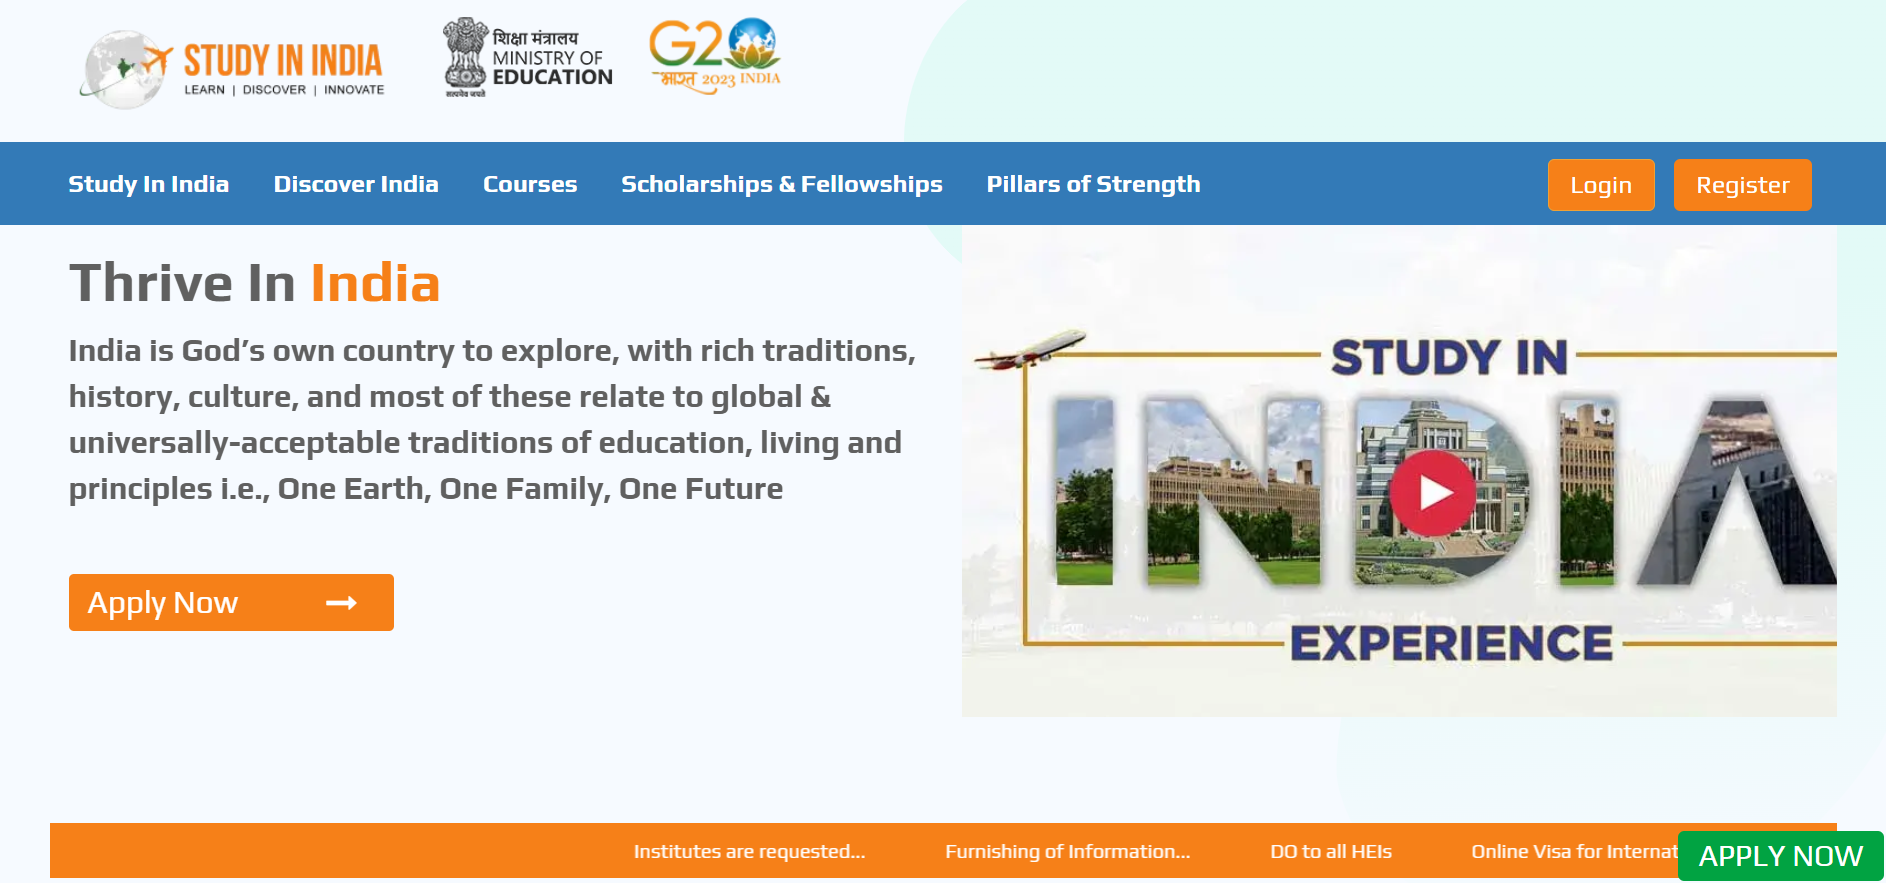 STUDY IN INDIA
LEARN | DISCOVER | INNOVATE
शिक्षा मंत्रालय
MINISTRY OF
EDUCATION
सत्यमेव जयते
G20
भारत 2023 INDIA
Study In India
Discover India
Courses
Scholarships & Fellowships
Pillars of Strength
Login
Register
Thrive In India
India is God’s own country to explore, with rich traditions,
history, culture, and most of these relate to global &
universally-acceptable traditions of education, living and
principles i.e., One Earth, One Family, One Future
Apply Now
STUDY IN
INDIA
EXPERIENCE
Institutes are requested...
Furnishing of Information...
DO to all HEIs
Online Visa for Internat
APPLY NOW